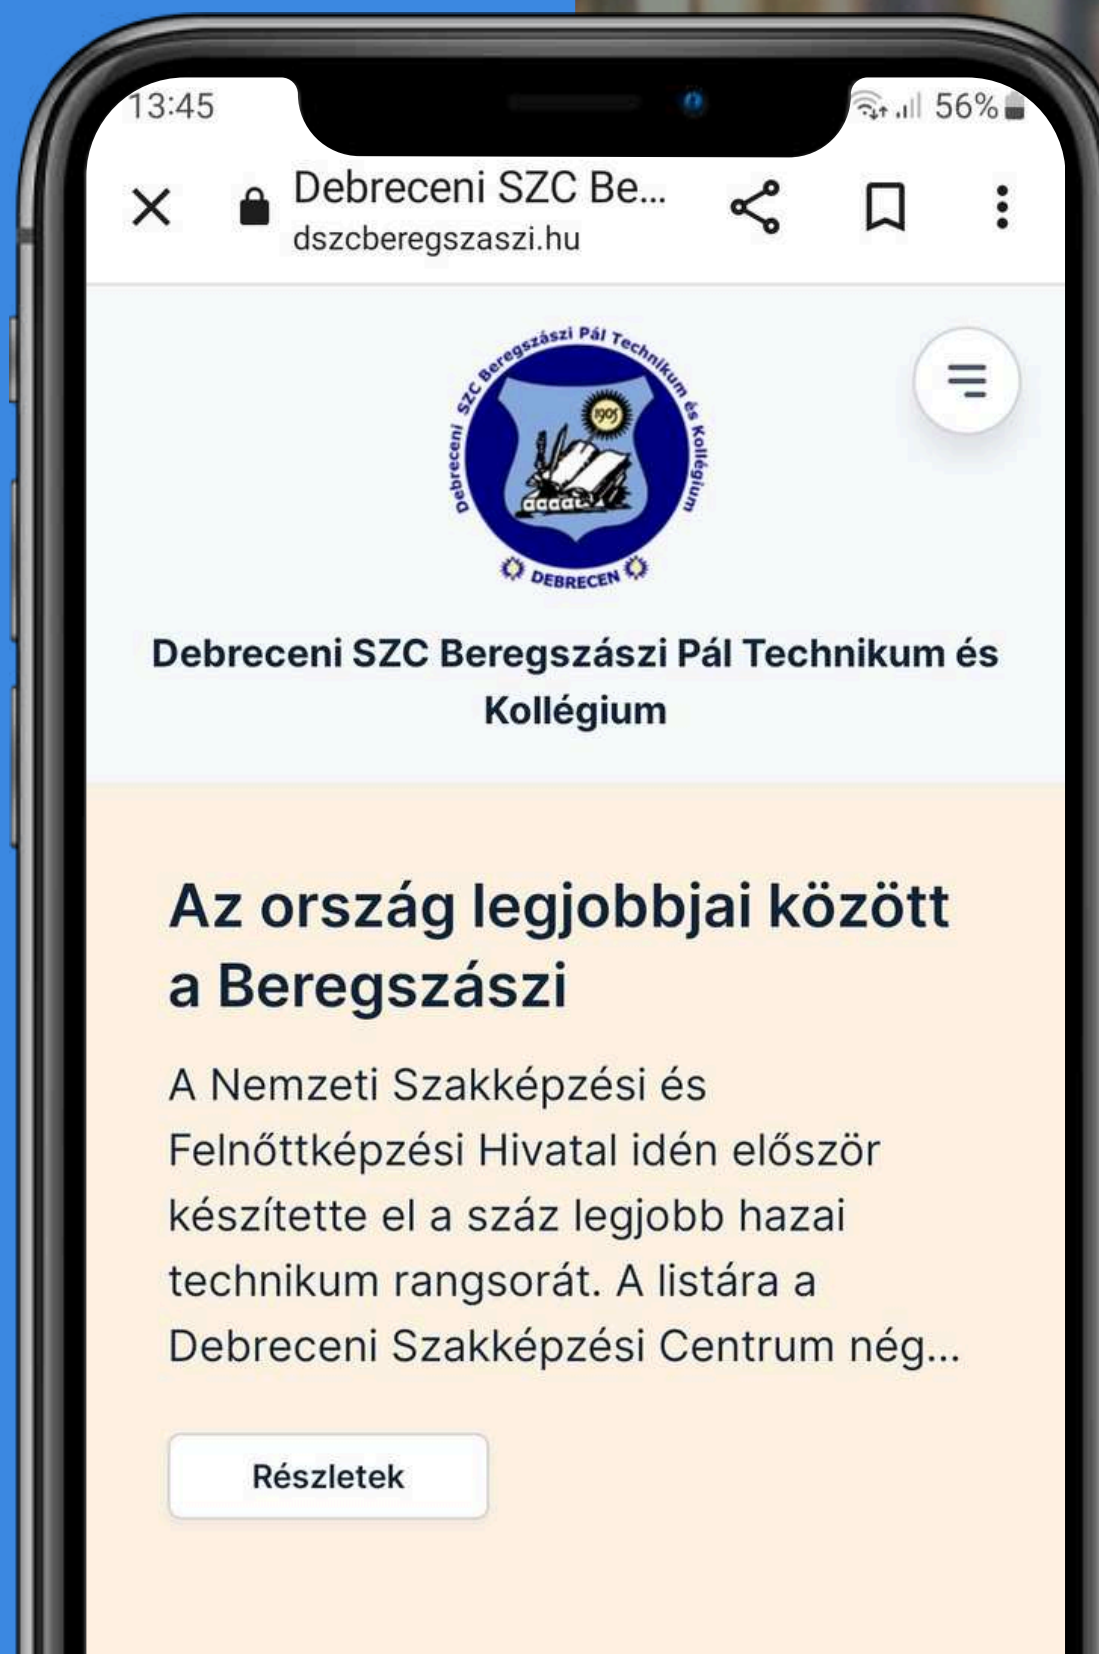 13:45
56%
Debreceni SZC Be...
dszcberegszaszi.hu
Debreceni SZC Beregszászi Pál Technikum és Kollégium
1905
DEBRECEN
Debreceni SZC Beregszászi Pál Technikum és
Kollégium
Az ország legjobbjai között
a Beregszászi
A Nemzeti Szakképzési és
Felnőttképzési Hivatal idén először
készítette el a száz legjobb hazai
technikum rangsorát. A listára a
Debreceni Szakképzési Centrum nég...
Részletek